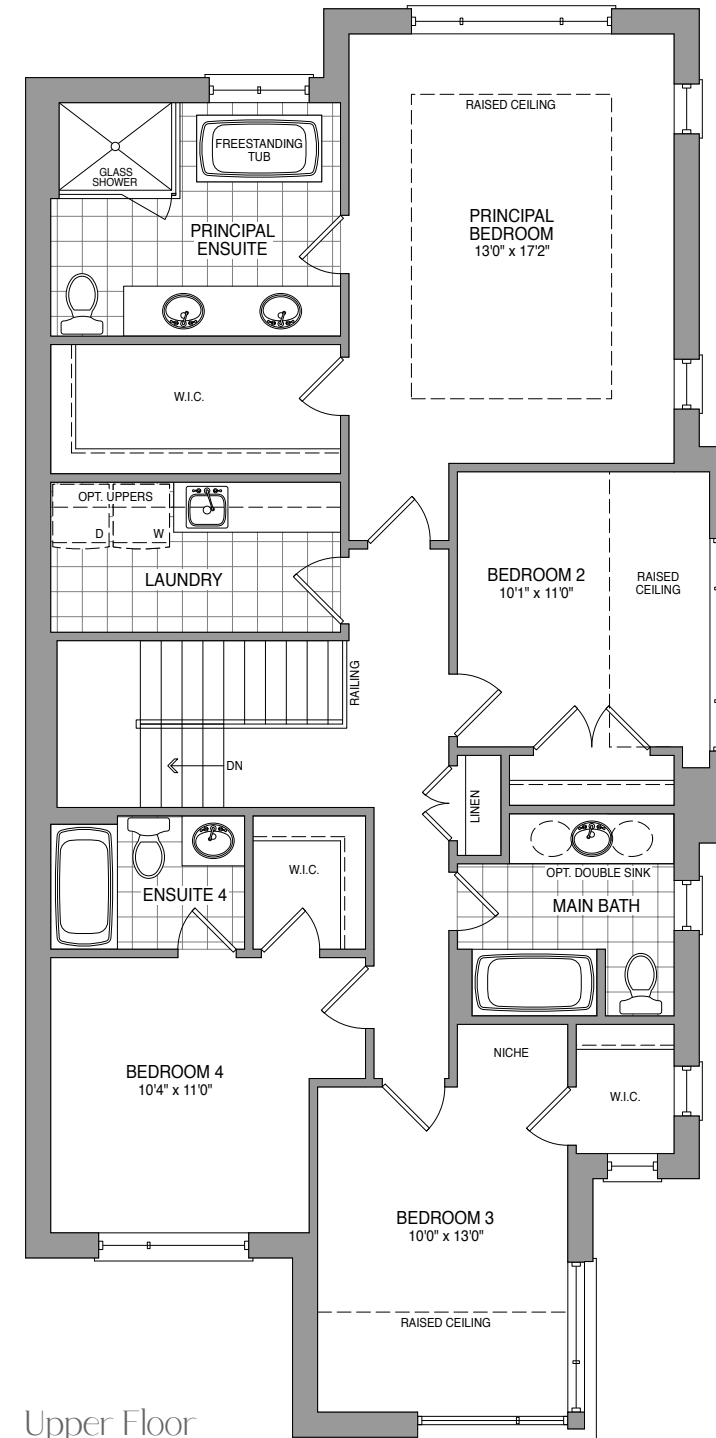 RAISED CEILING
FREESTANDING
TUB
GLASS
SHOWER
PRINCIPAL
ENSUITE
PRINCIPAL
BEDROOM
13'0" x 17'2"
W.I.C.
OPT. UPPERS
D
W
LAUNDRY
BEDROOM 2
10'1" x 11'0"
RAISED
CEILING
RAILING
DN
LINEN
W.I.C.
ENSUITE 4
OPT. DOUBLE SINK
MAIN BATH
BEDROOM 4
10'4" x 11'0"
NICHE
W.I.C.
BEDROOM 3
10'0" x 13'0"
RAISED CEILING
Upper Floor